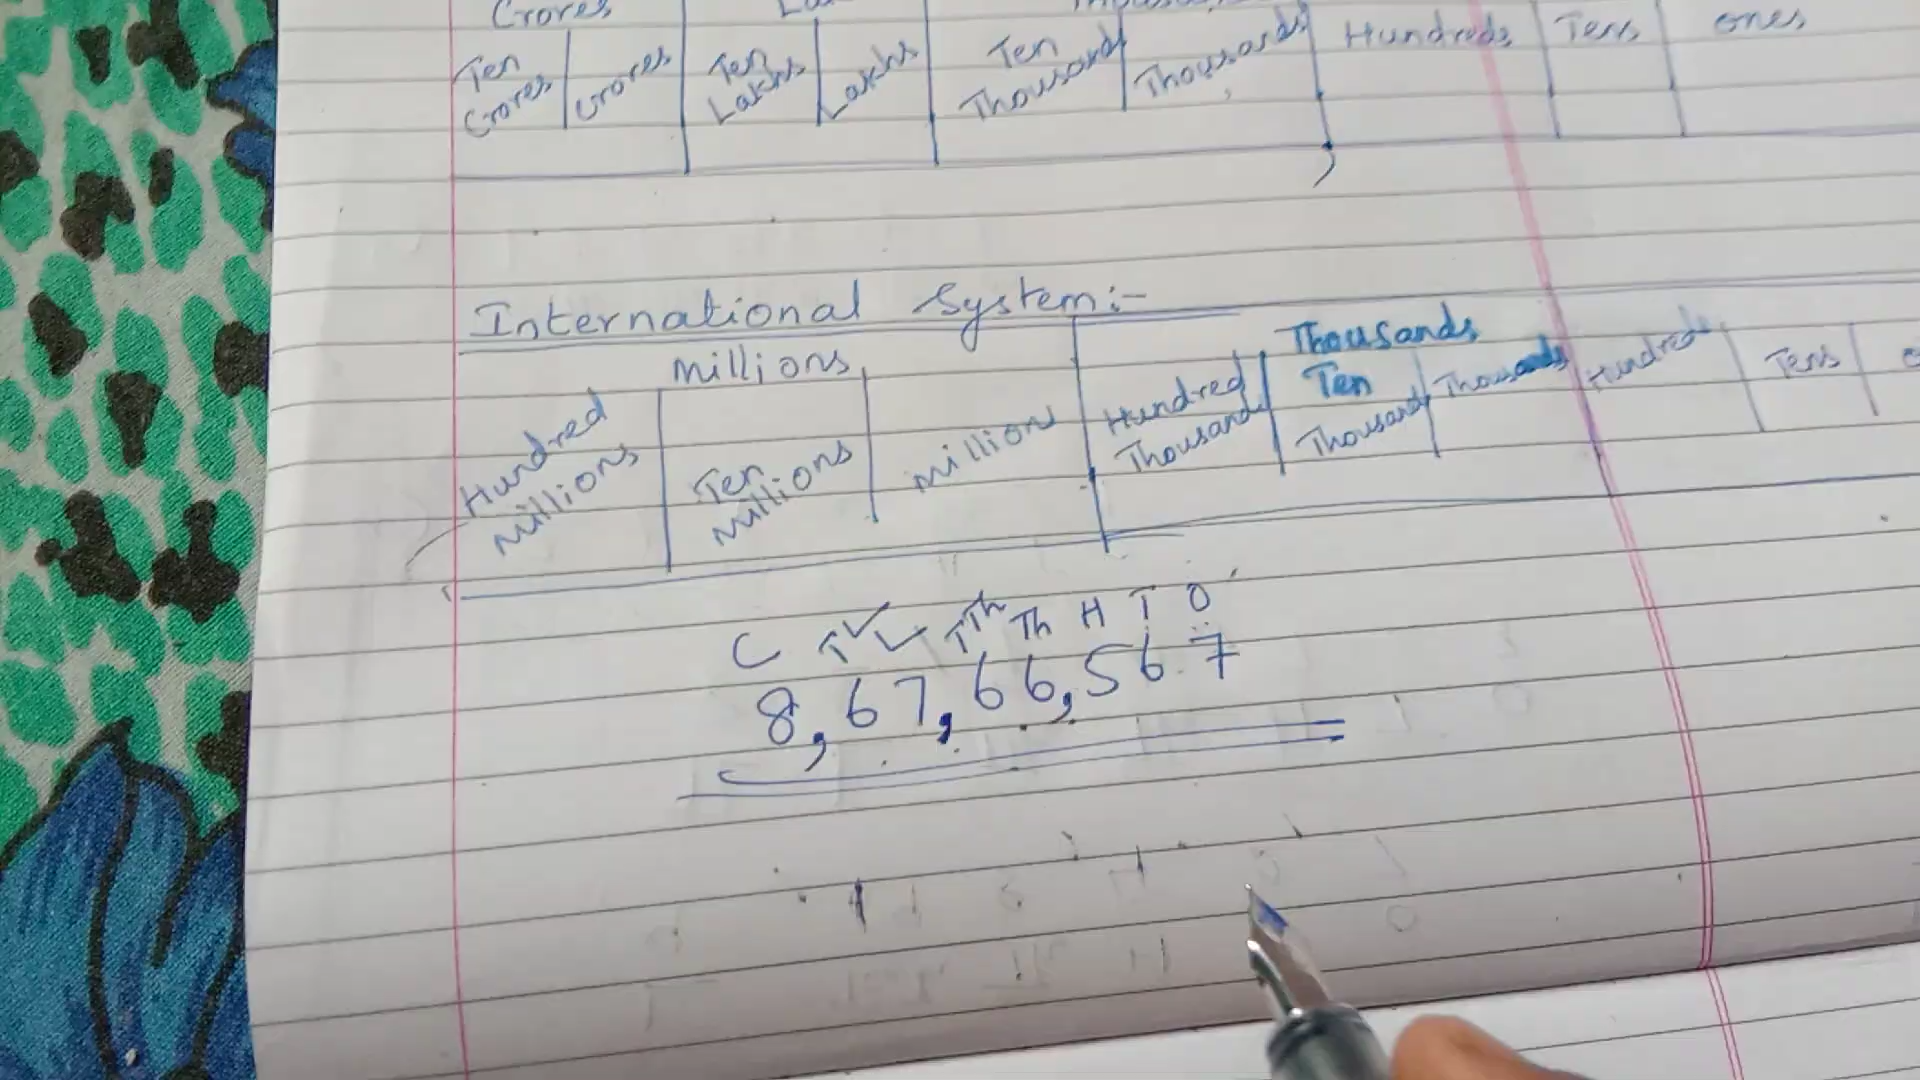 Crores
Ten Crores Crores Ten Lakhs Lakhs Ten Thousand Thousands Hundreds Tens ones
International System:-
Millions Thousands
Hundred Millions Ten Millions Millions Hundred Thousand Ten Thousand Thousands Hundred Tens
C TL L TTh Th H T O
8,67,66,567